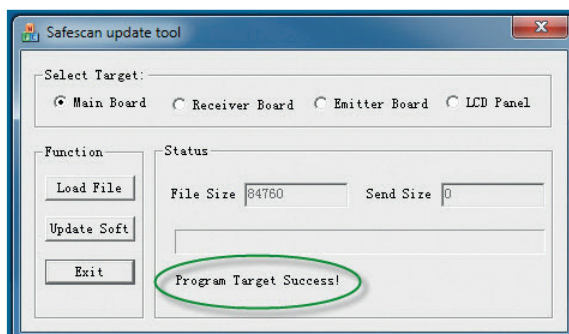 Safescan update tool
Select Target:
Main Board Receiver Board Emitter Board LCD Panel
Function
Status
Load File
File Size 84760 Send Size 0
Update Soft
Exit
Program Target Success!